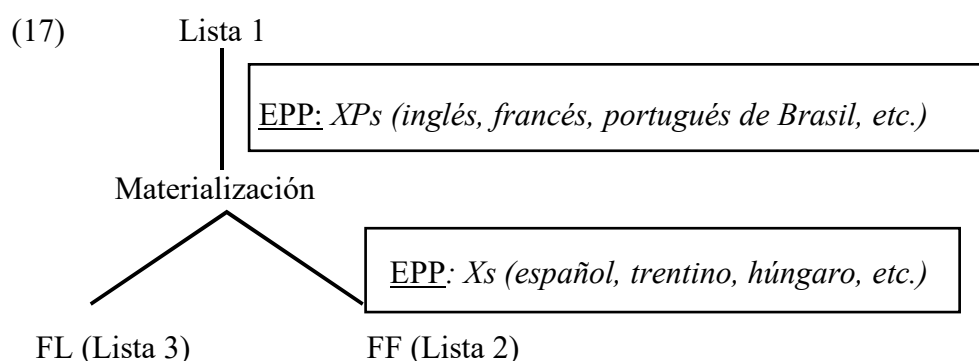 (17) Lista 1
EPP: XPs (inglés, francés, portugués de Brasil, etc.)
Materialización
EPP: Xs (español, trentino, húngaro, etc.)
FL (Lista 3) FF (Lista 2)